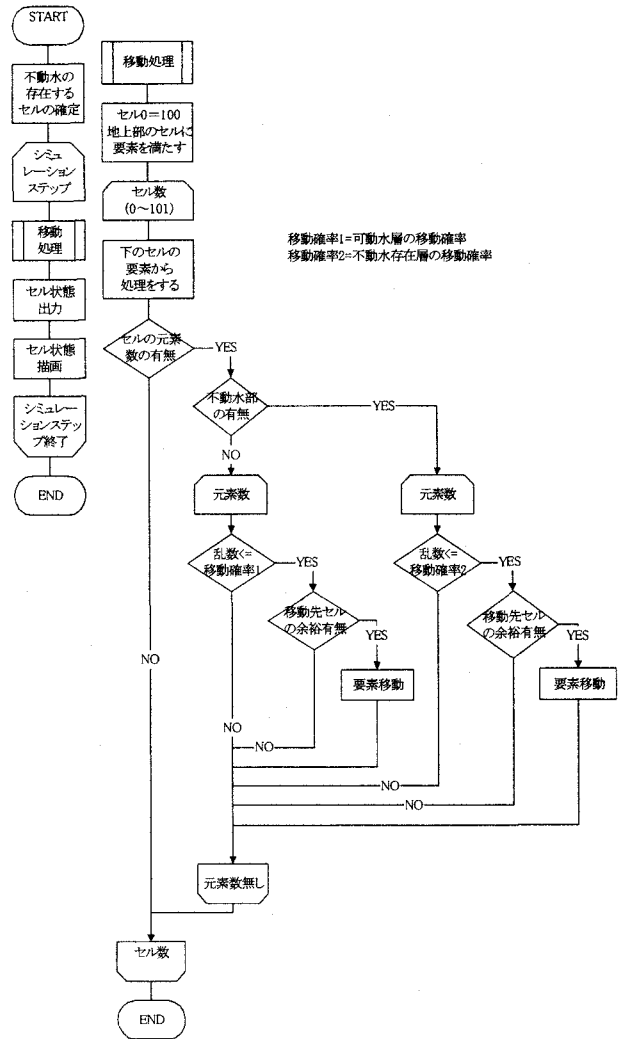 START
不動水の
存在する
セルの確定
シミュ
レーション
ステップ
移動
処理
セル状態
出力
セル状態
描画
シミュレー
ションステッ
プ終了
END
移動処理
セル0=100
地上部のセルに
要素を満たす
セル数
(0～101)
下のセルの
要素から
処理をする
移動確率1=可動水層の移動確率
移動確率2=不動水存在層の移動確率
セルの元素
数の有無
YES
不動水部
の有無
YES
NO
元素数
元素数
乱数<=
移動確率1
YES
乱数<=
移動確率2
YES
移動先セル
の余裕有無
YES
移動先セル
の余裕有無
YES
NO
要素移動
要素移動
NO
NO
NO
NO
元素数無し
セル数
END